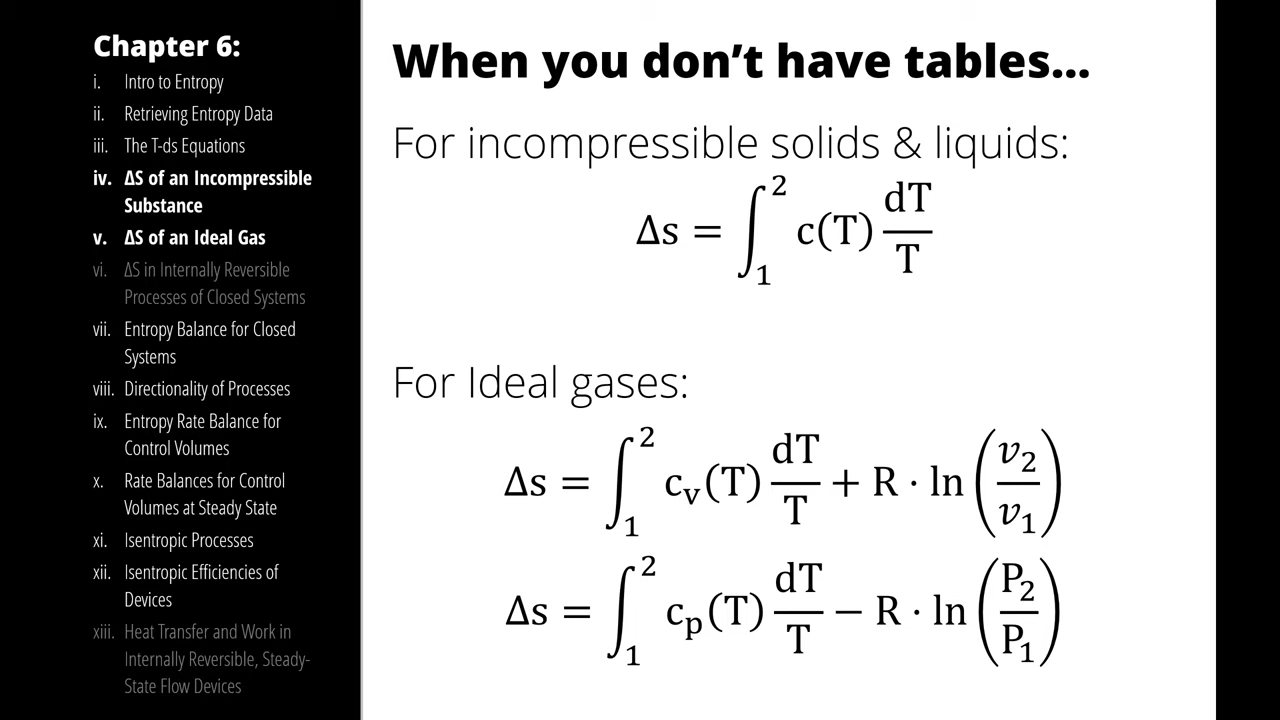 Chapter 6:
i. Intro to Entropy
ii. Retrieving Entropy Data
iii. The T-ds Equations
iv. ΔS of an Incompressible
Substance
v. ΔS of an Ideal Gas
vi. ΔS in Internally Reversible
Processes of Closed Systems
vii. Entropy Balance for Closed
Systems
viii. Directionality of Processes
ix. Entropy Rate Balance for
Control Volumes
x. Rate Balances for Control
Volumes at Steady State
xi. Isentropic Processes
xii. Isentropic Efficiencies of
Devices
xiii. Heat Transfer and Work in
Internally Reversible, Steady-
State Flow Devices
When you don’t have tables...
For incompressible solids & liquids:
Δs = ∫₁² c(T) dT/T
For Ideal gases:
Δs = ∫₁² cᵥ(T) dT/T + R · ln(v₂/v₁)
Δs = ∫₁² cₚ(T) dT/T − R · ln(P₂/P₁)